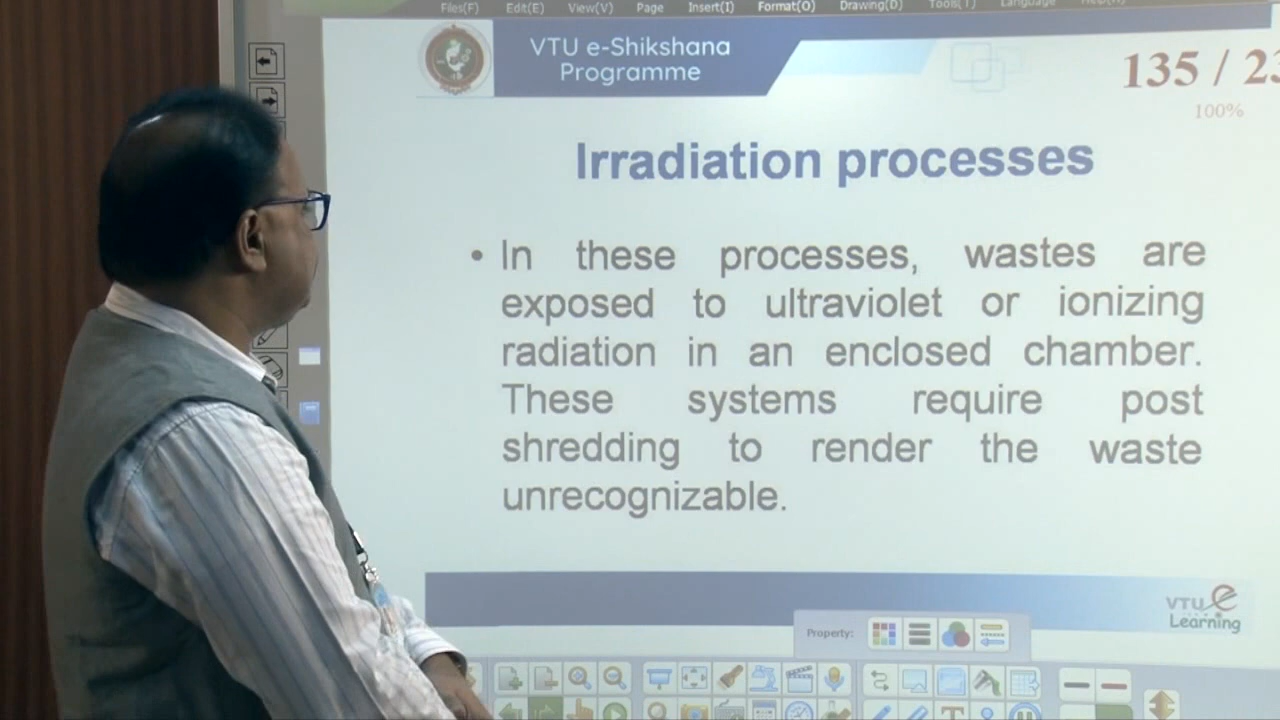 Files(F) Edit(E) View(V) Page Insert(I) Format(O) Drawing(D) Tools(T) Language Help(H)
VTU e-Shikshana
Programme
135 / 23
100%
Irradiation processes
• In these processes, wastes are
exposed to ultraviolet or ionizing
radiation in an enclosed chamber.
These systems require post
shredding to render the waste
unrecognizable.
VTU e
Learning
Property: